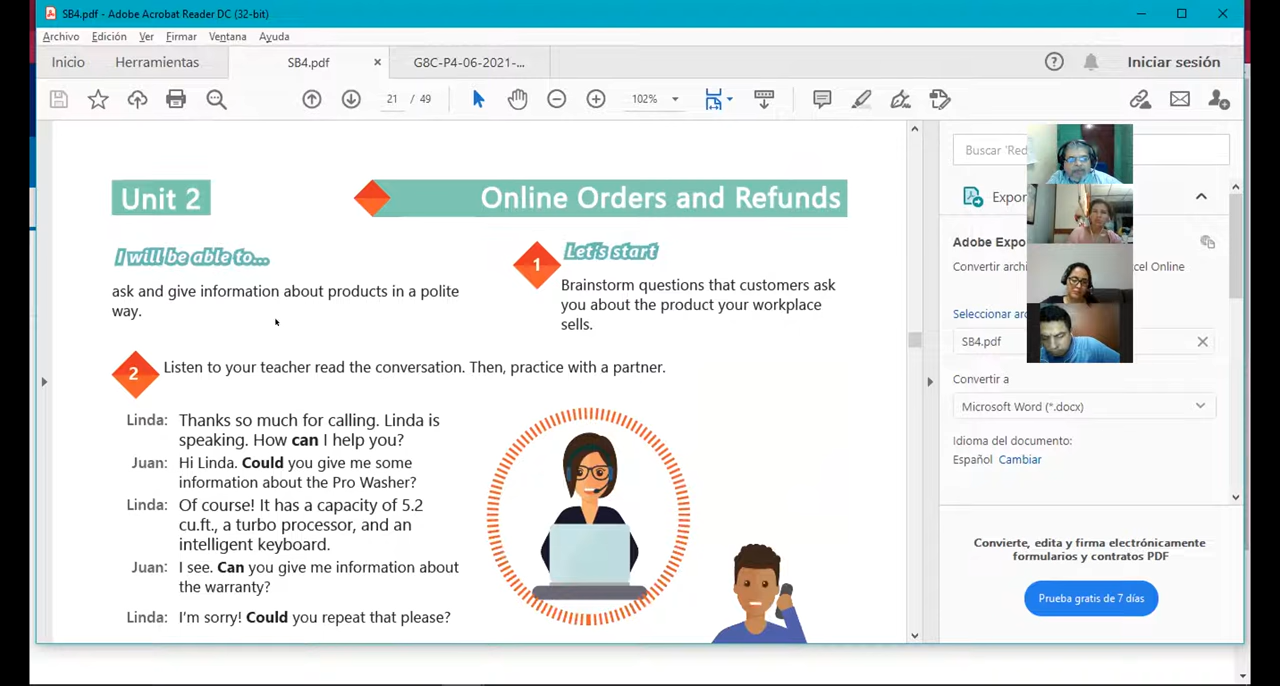 SB4.pdf - Adobe Acrobat Reader DC (32-bit)
Archivo Edición Ver Firmar Ventana Ayuda
Inicio Herramientas SB4.pdf × G8C-P4-06-2021-... Iniciar sesión
21 / 49 102%
Unit 2
Online Orders and Refunds
I will be able to...
ask and give information about products in a polite
way.
1 Let's start
Brainstorm questions that customers ask
you about the product your workplace
sells.
2 Listen to your teacher read the conversation. Then, practice with a partner.
Linda: Thanks so much for calling. Linda is
speaking. How can I help you?
Juan: Hi Linda. Could you give me some
information about the Pro Washer?
Linda: Of course! It has a capacity of 5.2
cu.ft., a turbo processor, and an
intelligent keyboard.
Juan: I see. Can you give me information about
the warranty?
Linda: I'm sorry! Could you repeat that please?
Buscar 'Red
Expor
Adobe Expo
Convertir archi cel Online
Seleccionar ar
SB4.pdf
Convertir a
Microsoft Word (*.docx)
Idioma del documento:
Español Cambiar
Convierte, edita y firma electrónicamente
formularios y contratos PDF
Prueba gratis de 7 días